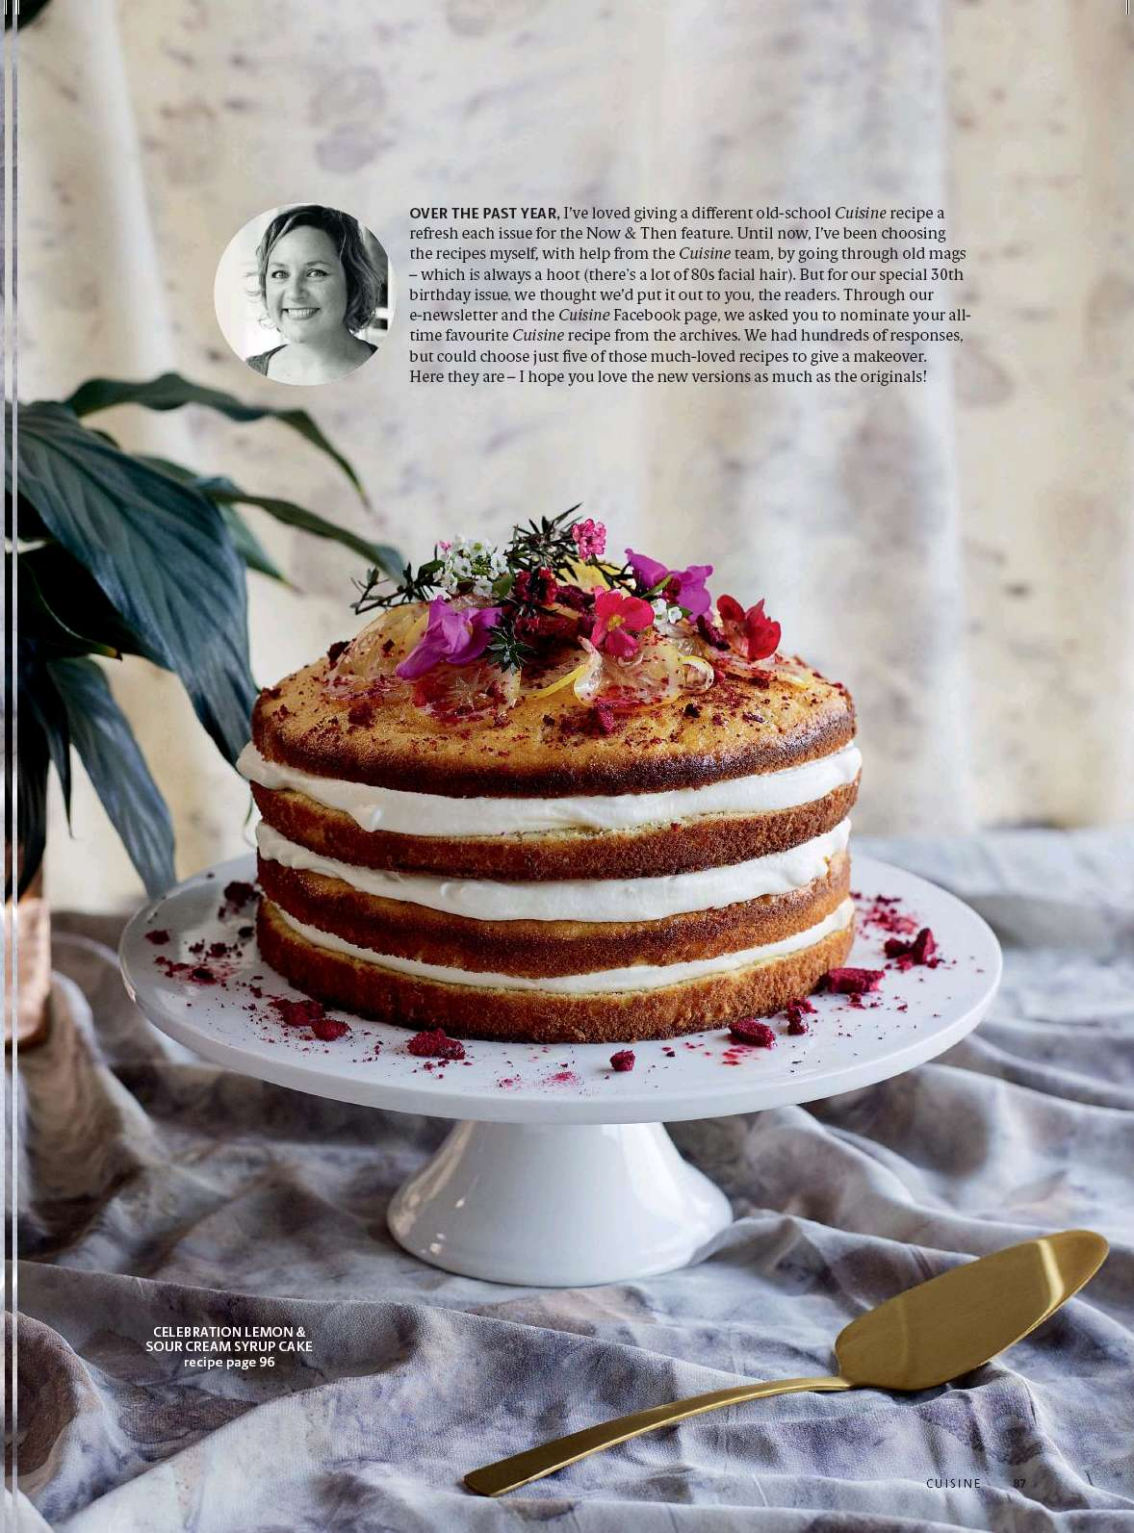 OVER THE PAST YEAR, I've loved giving a different old-school Cuisine recipe a
refresh each issue for the Now & Then feature. Until now, I've been choosing
the recipes myself, with help from the Cuisine team, by going through old mags
– which is always a hoot (there's a lot of 80s facial hair). But for our special 30th
birthday issue, we thought we'd put it out to you, the readers. Through our
e-newsletter and the Cuisine Facebook page, we asked you to nominate your all-
time favourite Cuisine recipe from the archives. We had hundreds of responses,
but could choose just five of those much-loved recipes to give a makeover.
Here they are – I hope you love the new versions as much as the originals!
CELEBRATION LEMON &
SOUR CREAM SYRUP CAKE
recipe page 96
CUISINE 87